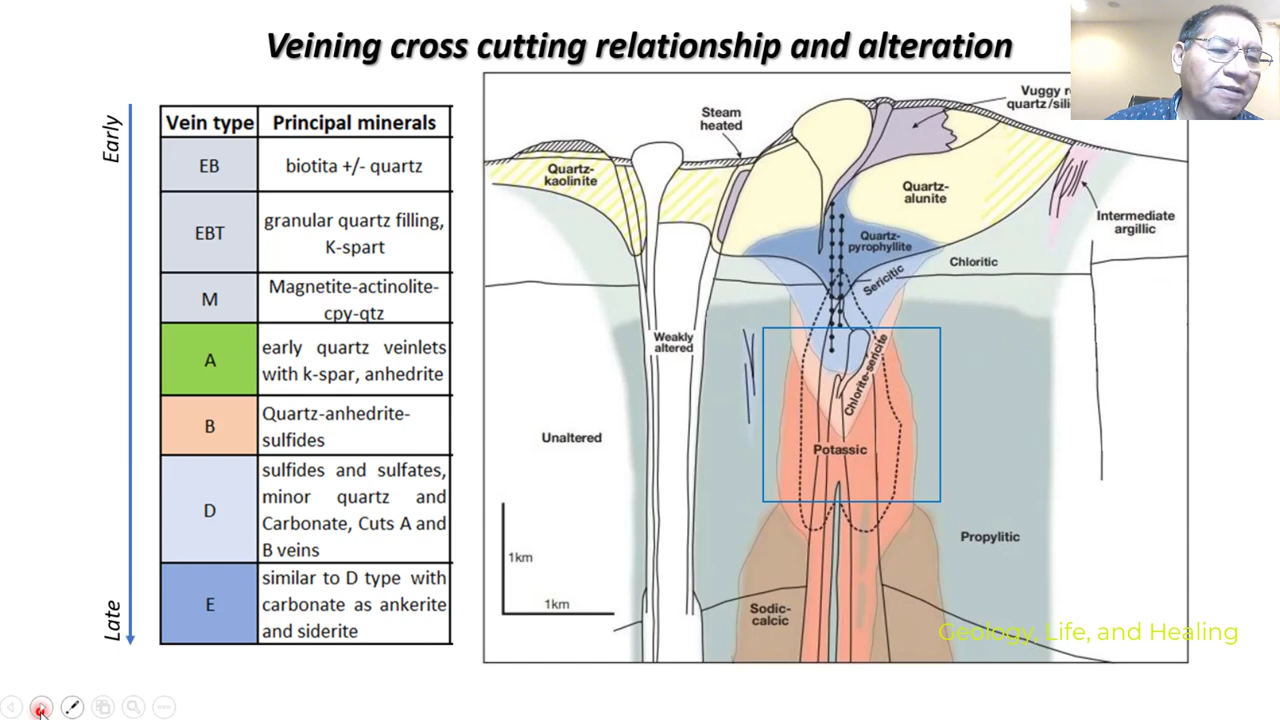 Veining cross cutting relationship and alteration
Early
Late
Vein type
Principal minerals
EB
biotita +/- quartz
EBT
granular quartz filling,
K-spart
M
Magnetite-actinolite-
cpy-qtz
A
early quartz veinlets
with k-spar, anhedrite
B
Quartz-anhedrite-
sulfides
D
sulfides and sulfates,
minor quartz and
Carbonate, Cuts A and
B veins
E
similar to D type with
carbonate as ankerite
and siderite
Steam
heated
Vuggy
quartz/
Quartz-
kaolinite
Quartz-
alunite
Intermediate
argillic
Quartz-
pyrophyllite
Chloritic
Sericitic
Weakly
altered
Chlorite-sericite
Unaltered
Potassic
Propylitic
1km
1km
Sodic-
calcic
Geology, Life, and Healing